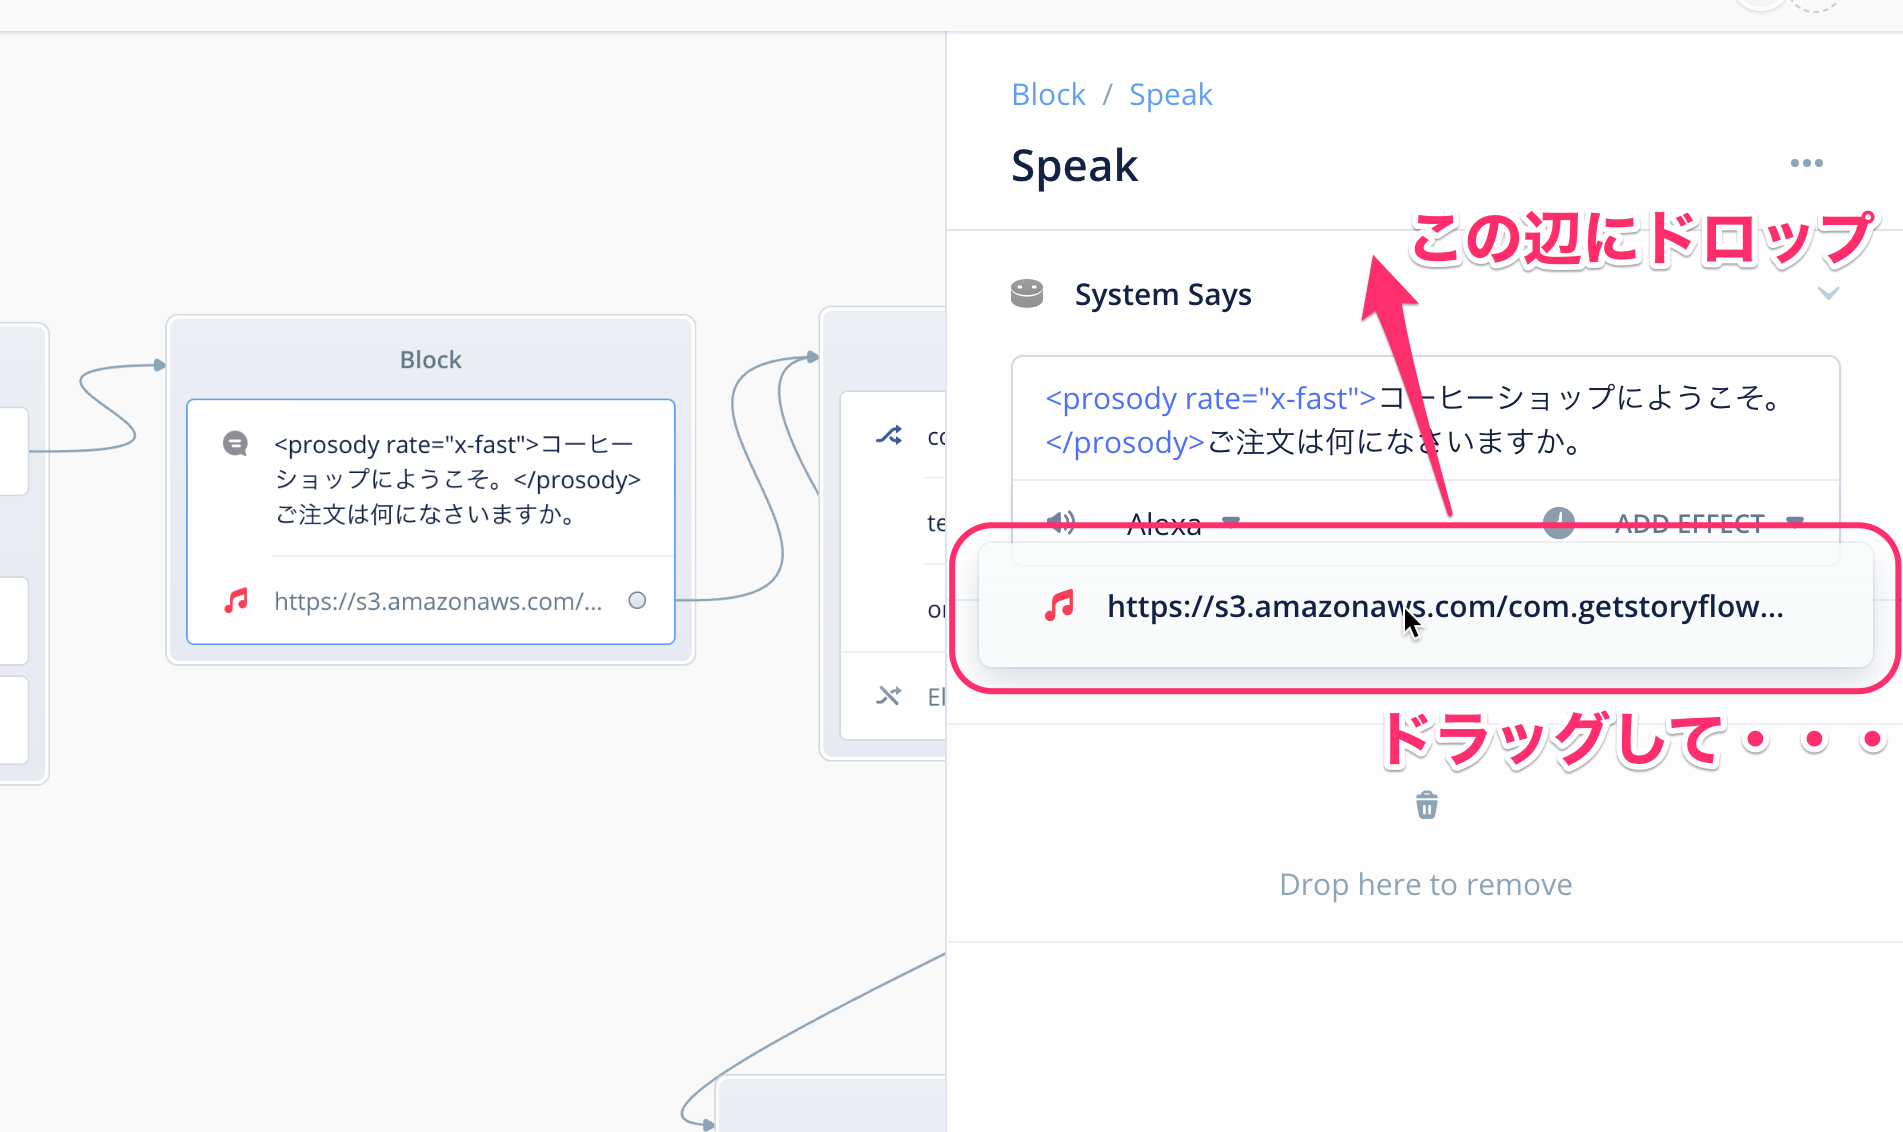 Block / Speak
Speak
この辺にドロップ
System Says
<prosody rate="x-fast">コーヒーショップにようこそ。
</prosody>ご注文は何になさいますか。
Alexa
ADD EFFECT
https://s3.amazonaws.com/com.getstoryflow...
ドラッグして・・・
Drop here to remove
Block
<prosody rate="x-fast">コーヒー
ショップにようこそ。</prosody>
ご注文は何になさいますか。
https://s3.amazonaws.com/...
co
te
or
El